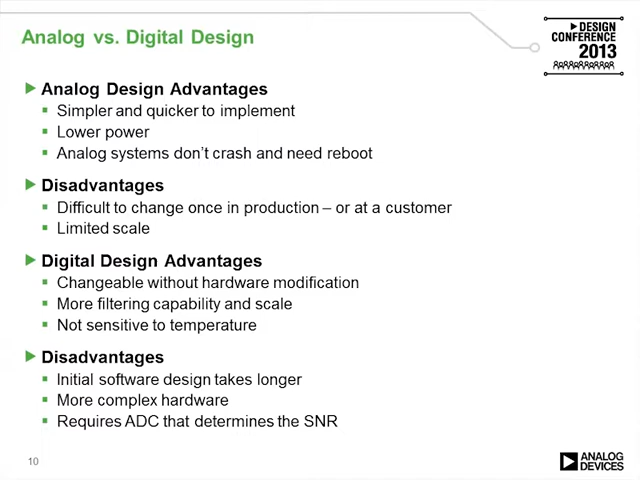 Analog vs. Digital Design
DESIGN
CONFERENCE
2013
Analog Design Advantages
Simpler and quicker to implement
Lower power
Analog systems don't crash and need reboot
Disadvantages
Difficult to change once in production – or at a customer
Limited scale
Digital Design Advantages
Changeable without hardware modification
More filtering capability and scale
Not sensitive to temperature
Disadvantages
Initial software design takes longer
More complex hardware
Requires ADC that determines the SNR
10
ANALOG
DEVICES